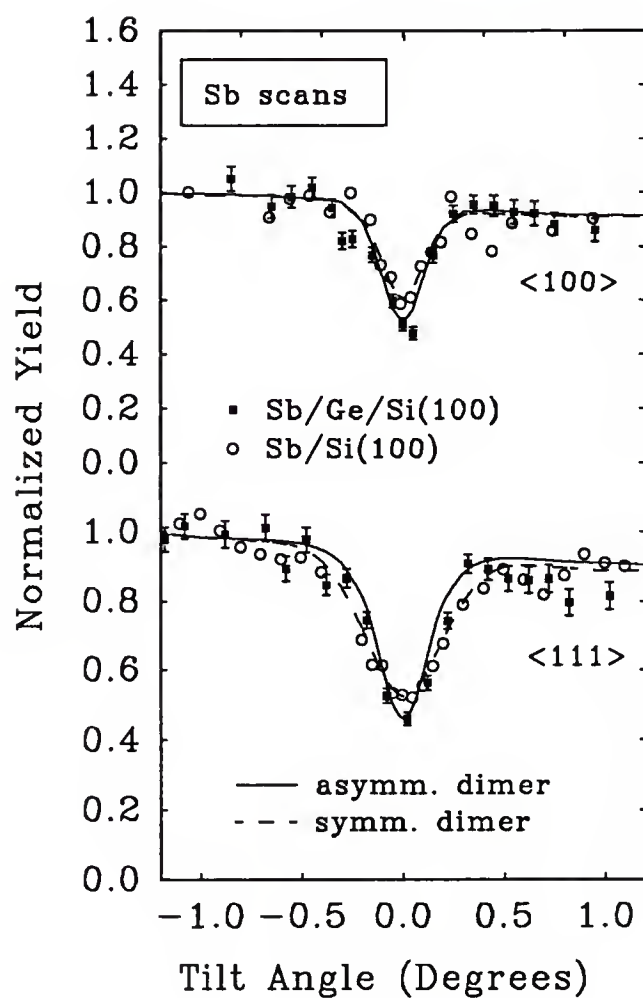 1.6
1.4
Sb scans
1.2
1.0
0.8
<100>
0.6
0.4
0.2
Sb/Ge/Si(100)
0.0
Sb/Si(100)
1.0
0.8
<111>
0.6
0.4
0.2
asymm. dimer
symm. dimer
0.0
−1.0 −0.5 0.0 0.5 1.0
Tilt Angle (Degrees)
Normalized Yield